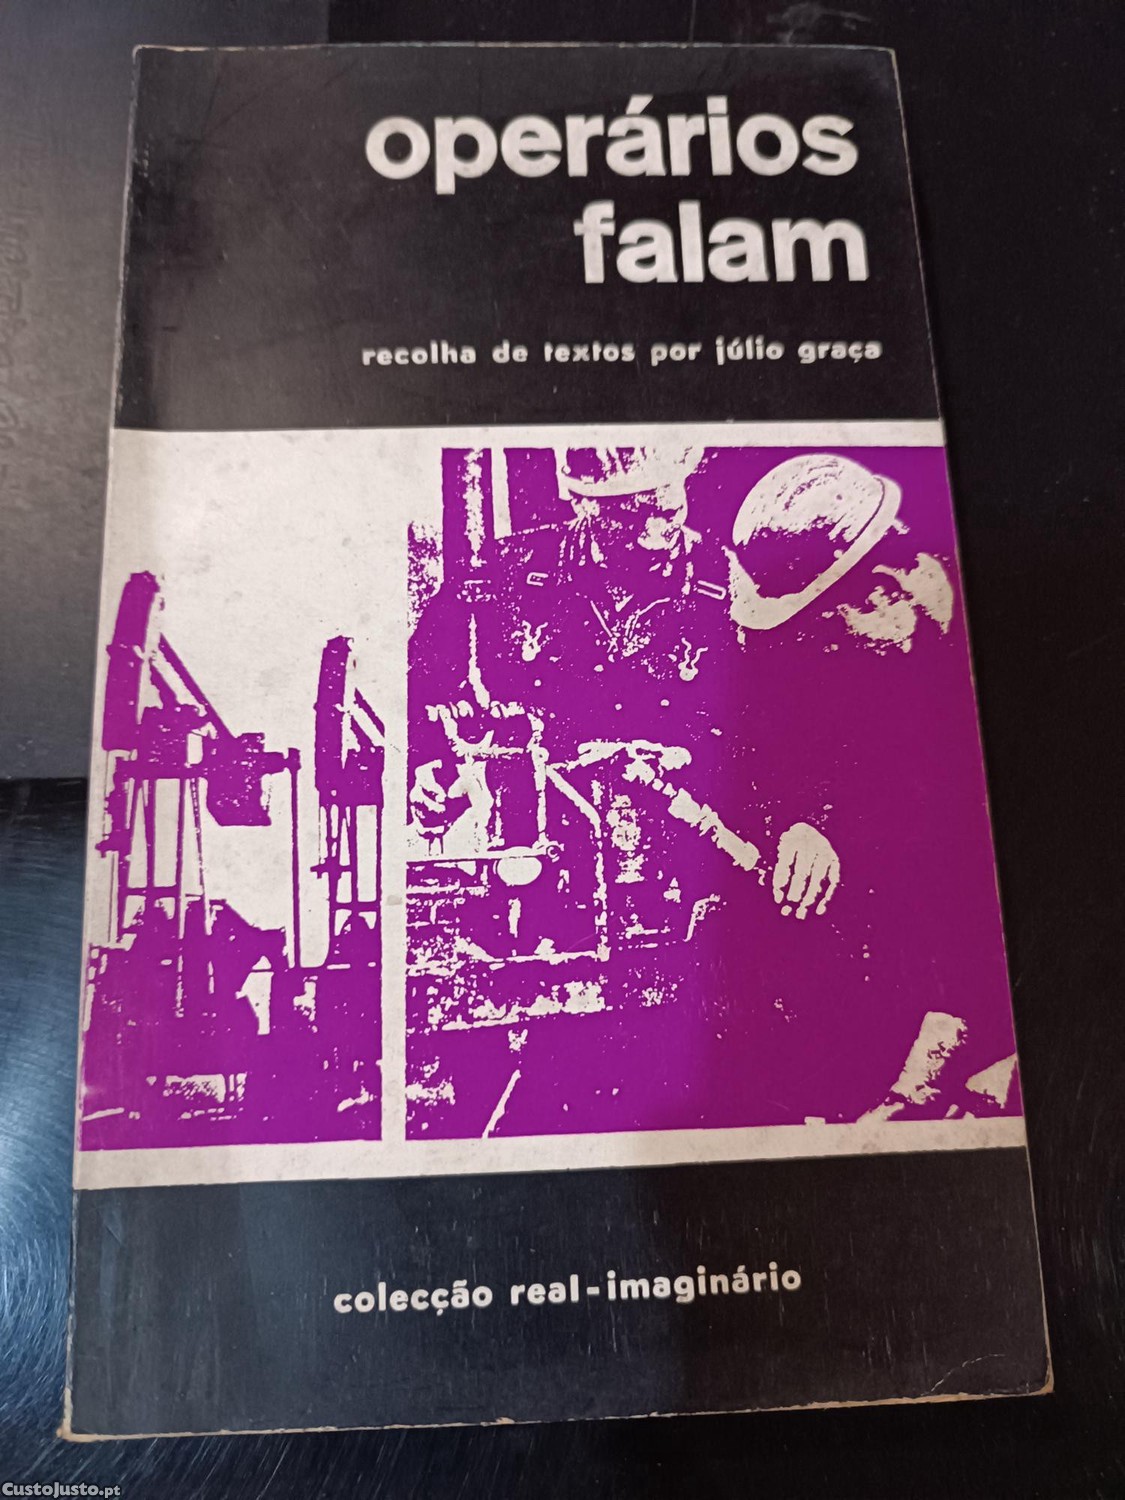 operários
falam
recolha de textos por júlio graça
colecção real-imaginário
CustoJusto.pt